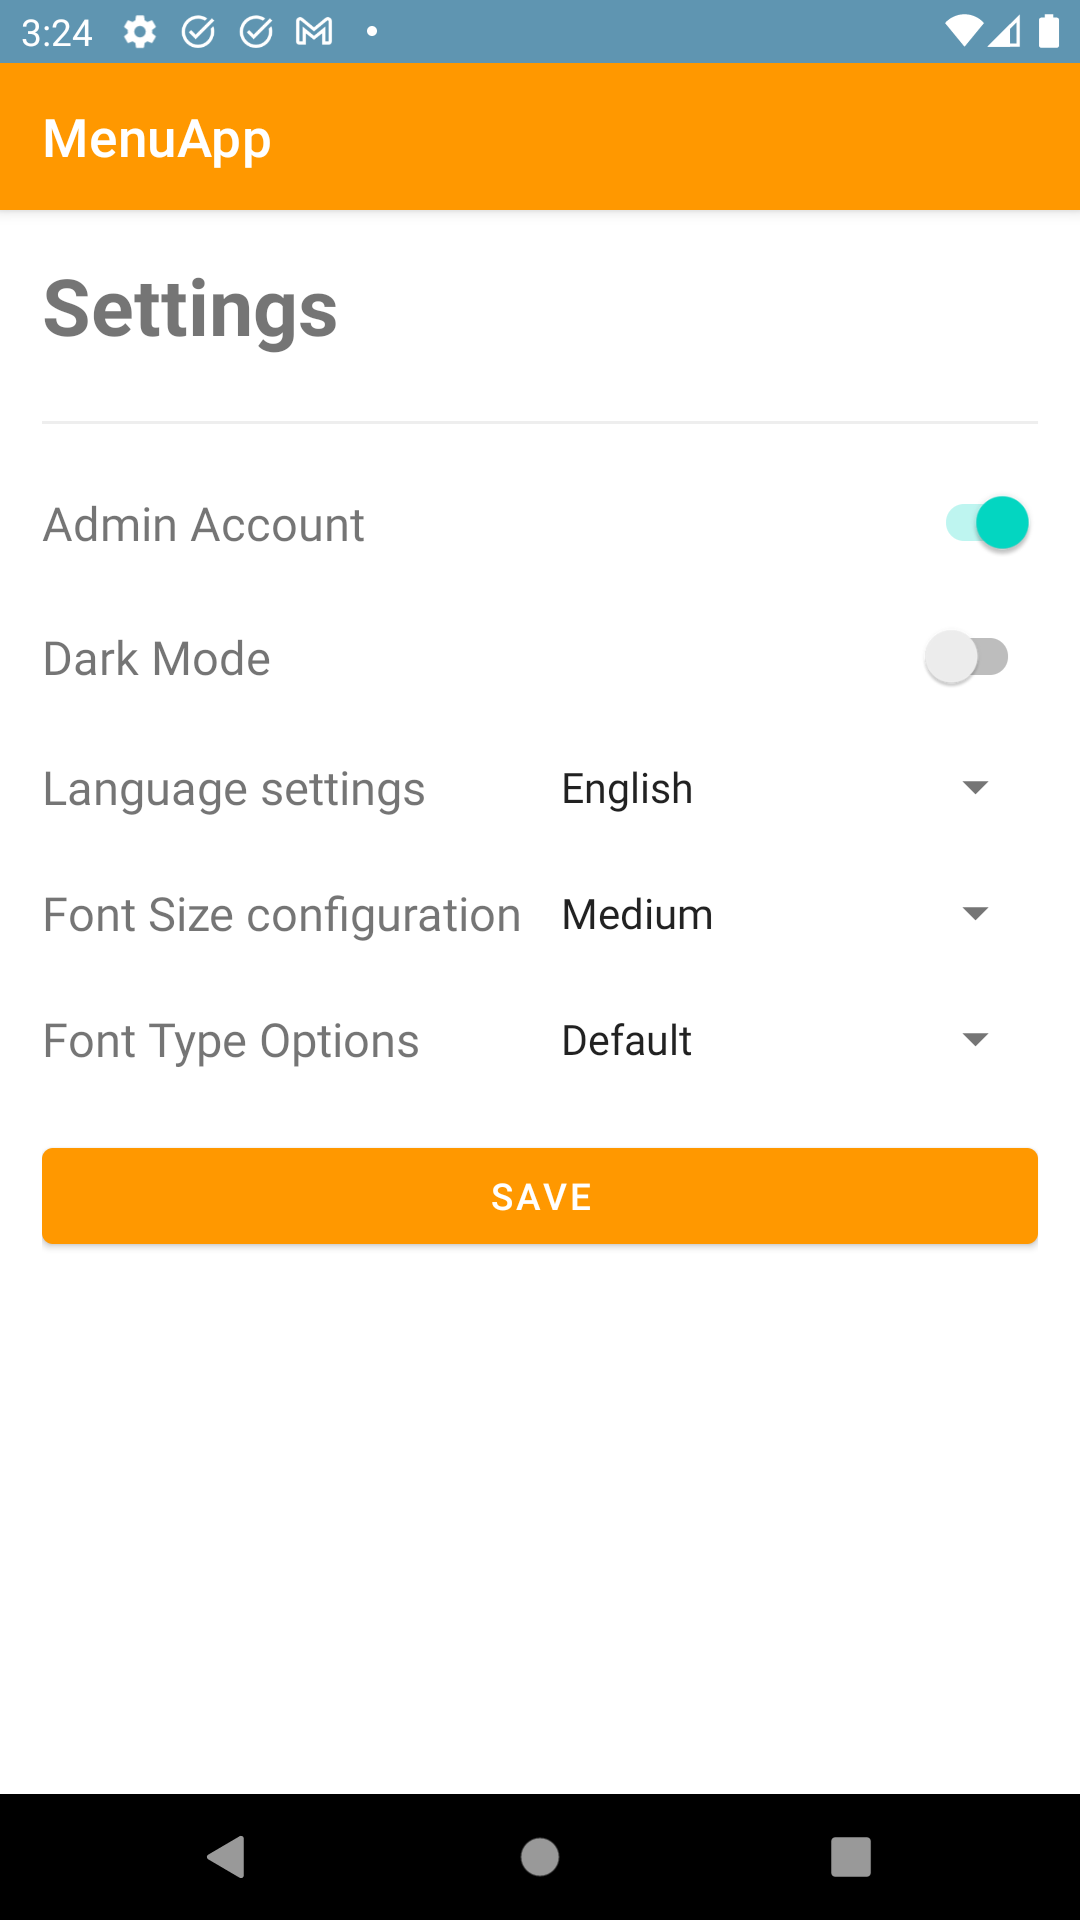 3:24
MenuApp
Settings
Admin Account
Dark Mode
Language settings English
Font Size configuration Medium
Font Type Options Default
SAVE